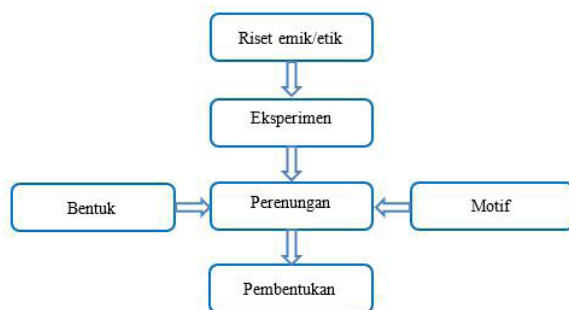 Riset emik/etik
Eksperimen
Bentuk
Perenungan
Motif
Pembentukan